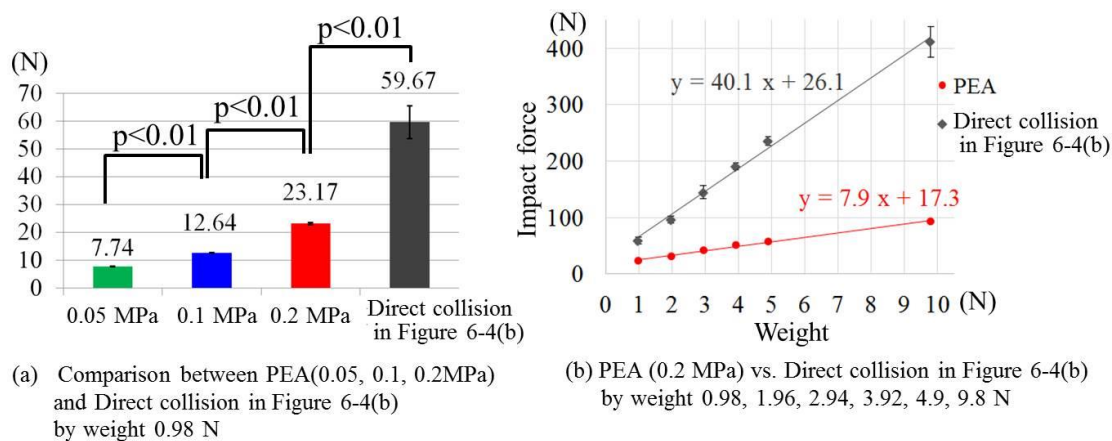 p<0.01
(N)
59.67
70
p<0.01
60
p<0.01
50
40
23.17
30
12.64
20
7.74
10
0
0.05 MPa 0.1 MPa 0.2 MPa Direct collision
in Figure 6-4(b)
(a) Comparison between PEA(0.05, 0.1, 0.2MPa)
and Direct collision in Figure 6-4(b)
by weight 0.98 N
(N)
400
y = 40.1 x + 26.1
PEA
300
Direct collision
in Figure 6-4(b)
Impact force
200
y = 7.9 x + 17.3
100
0
0 1 2 3 4 5 6 7 8 9 10 (N)
Weight
(b) PEA (0.2 MPa) vs. Direct collision in Figure 6-4(b)
by weight 0.98, 1.96, 2.94, 3.92, 4.9, 9.8 N